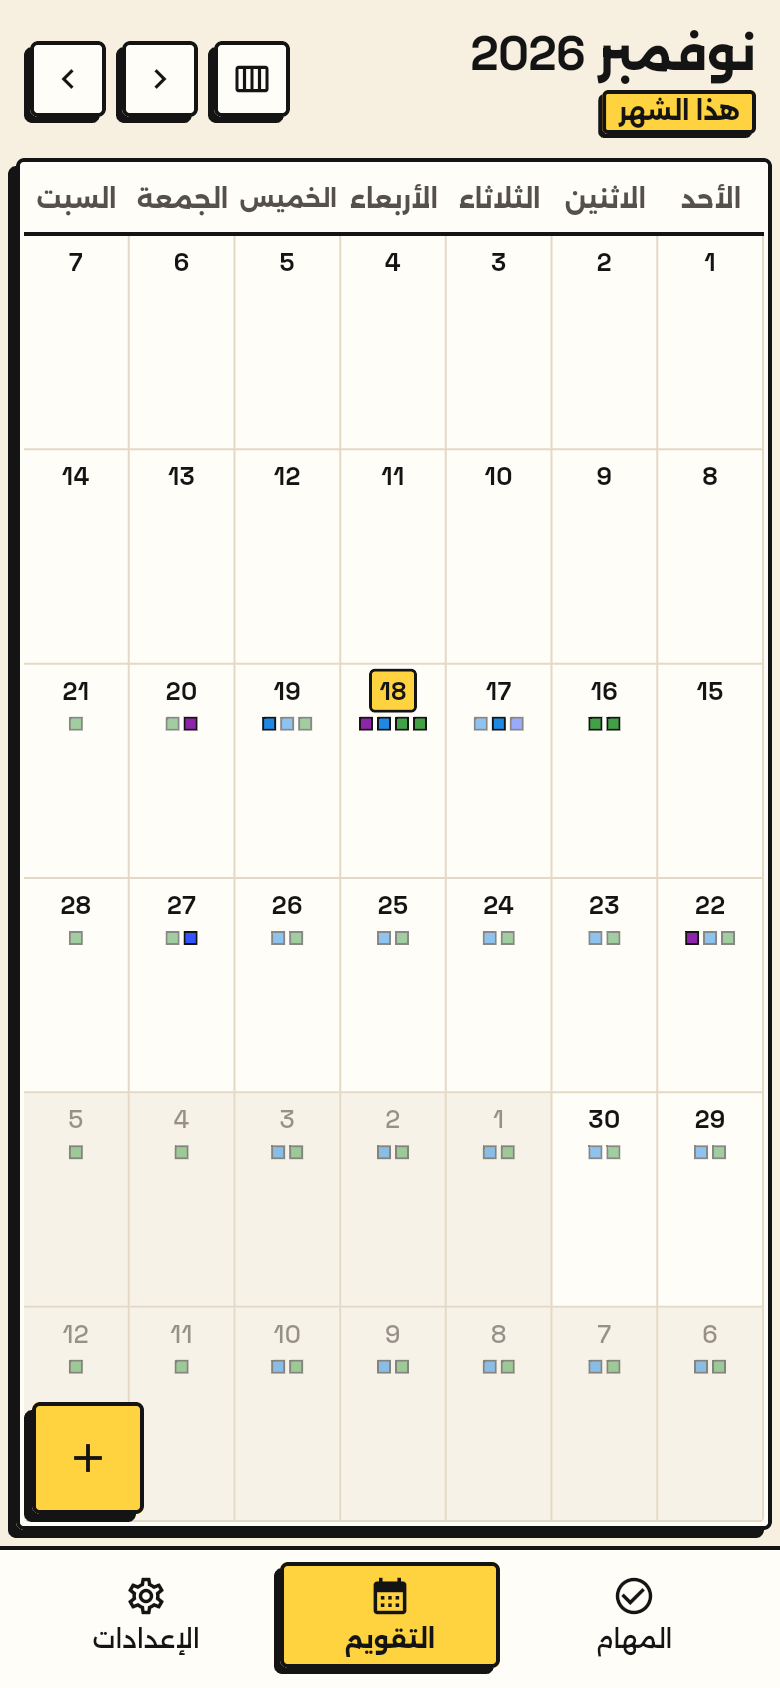 نوفمبر 2026
هذا الشهر
الأحد الاثنين الثلاثاء الأربعاء الخميس الجمعة السبت
1 2 3 4 5 6 7
8 9 10 11 12 13 14
15 16 17 18 19 20 21
22 23 24 25 26 27 28
29 30 1 2 3 4 5
6 7 8 9 10 11 12
المهام التقويم الإعدادات